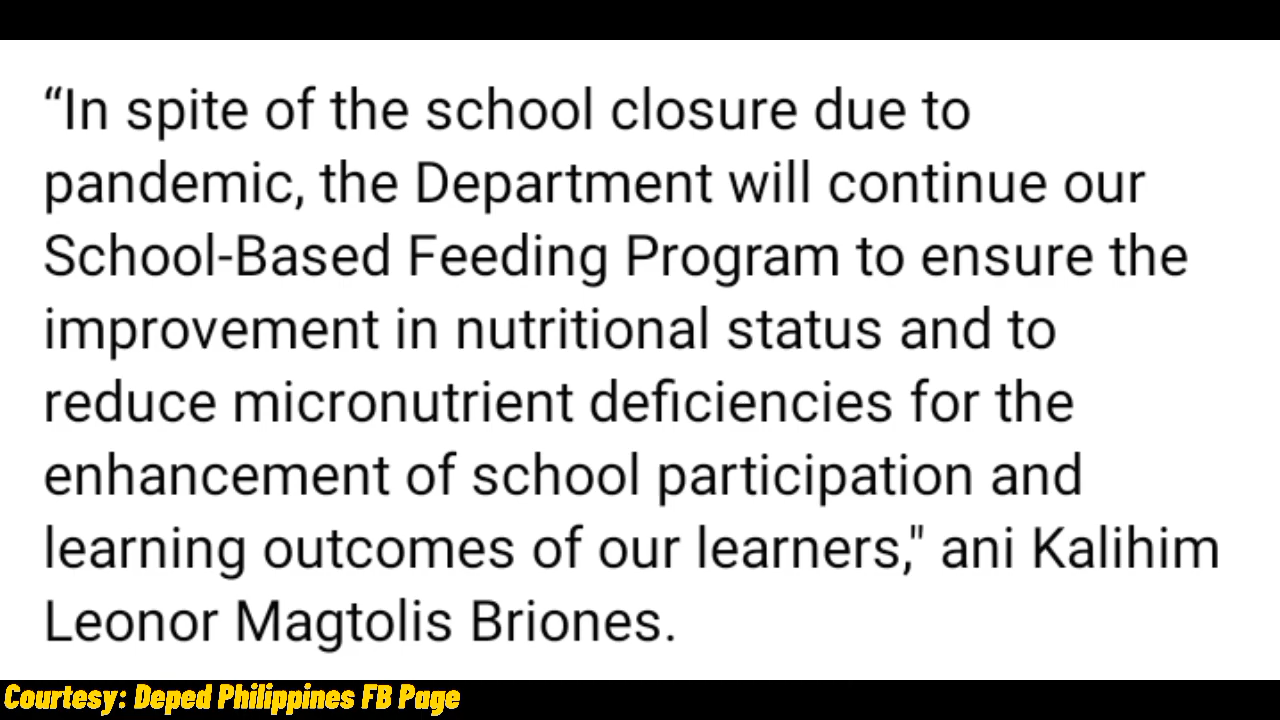 “In spite of the school closure due to
pandemic, the Department will continue our
School-Based Feeding Program to ensure the
improvement in nutritional status and to
reduce micronutrient deficiencies for the
enhancement of school participation and
learning outcomes of our learners," ani Kalihim
Leonor Magtolis Briones.
Courtesy: Deped Philippines FB Page